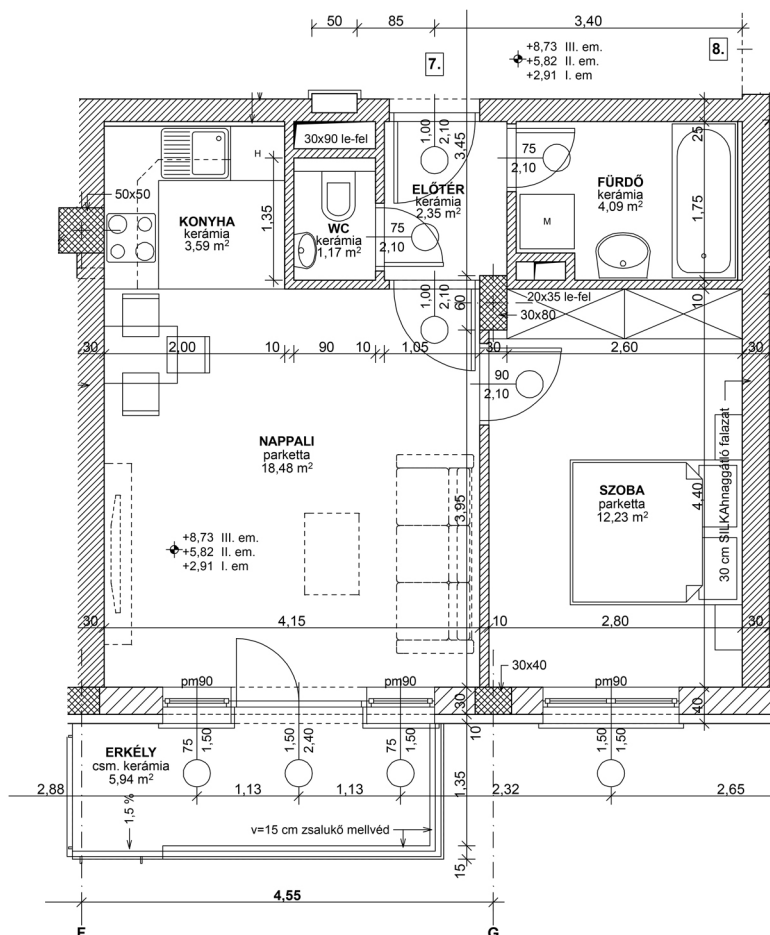 50
85
3,40
7.
+8,73 III. em.
+5,82 II. em.
+2,91 I. em
8.
30x90 le-fel
1,00
2,10
3,45
75
2,10
25
H
50x50
KONYHA
kerámia
3,59 m²
1,35
WC
kerámia
1,17 m²
ELŐTÉR
kerámia
2,35 m²
75
2,10
FÜRDŐ
kerámia
4,09 m²
M
1,75
1,00
2,10
60
20x35 le-fel
30x80
10
30
2,00
10
90
10
1,05
30
2,60
30
90
2,10
NAPPALI
parketta
18,48 m²
3,95
SZOBA
parketta
12,23 m²
4,40
30 cm SILKAhnaggátló falazat
+8,73 III. em.
+5,82 II. em.
+2,91 I. em
30
4,15
10
2,80
30
pm90
pm90
30x40
pm90
30
40
ERKÉLY
csm. kerámia
5,94 m²
75
1,50
1,50
2,40
75
1,50
10
1,50
1,50
2,88
1,13
1,13
1,35
2,32
2,65
1,5 %
v=15 cm zsalukő mellvéd
15
4,55
F
G